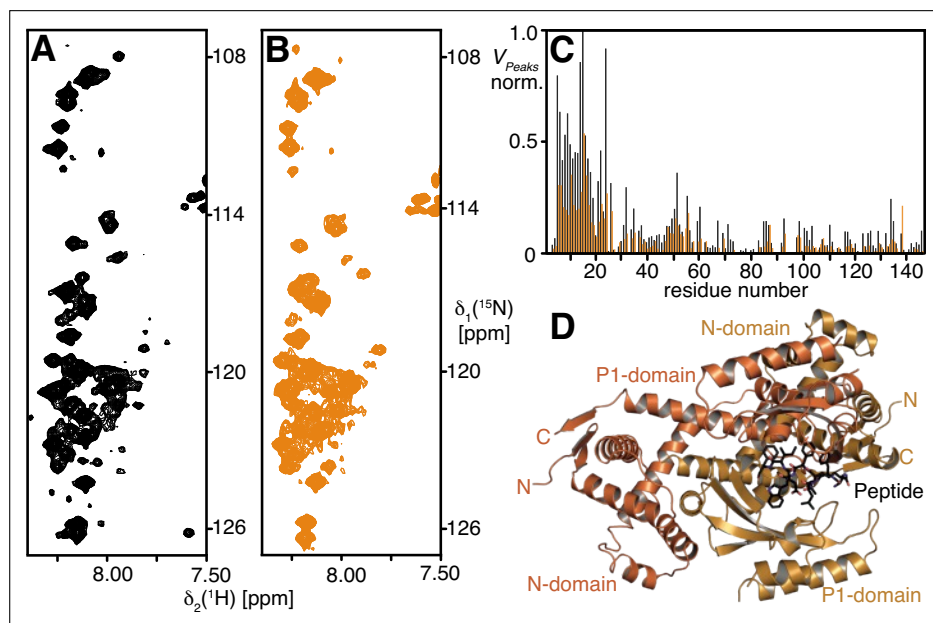 A
B
C
D
108
114
120
126
8.00
7.50
108
114
120
126
8.00
7.50
δ2(1H) [ppm]
δ1(15N)
[ppm]
VPeaks
norm.
1.0
0.5
0
20
40
60
80
100
120
140
residue number
N-domain
P1-domain
N
C
C
N
Peptide
N-domain
P1-domain